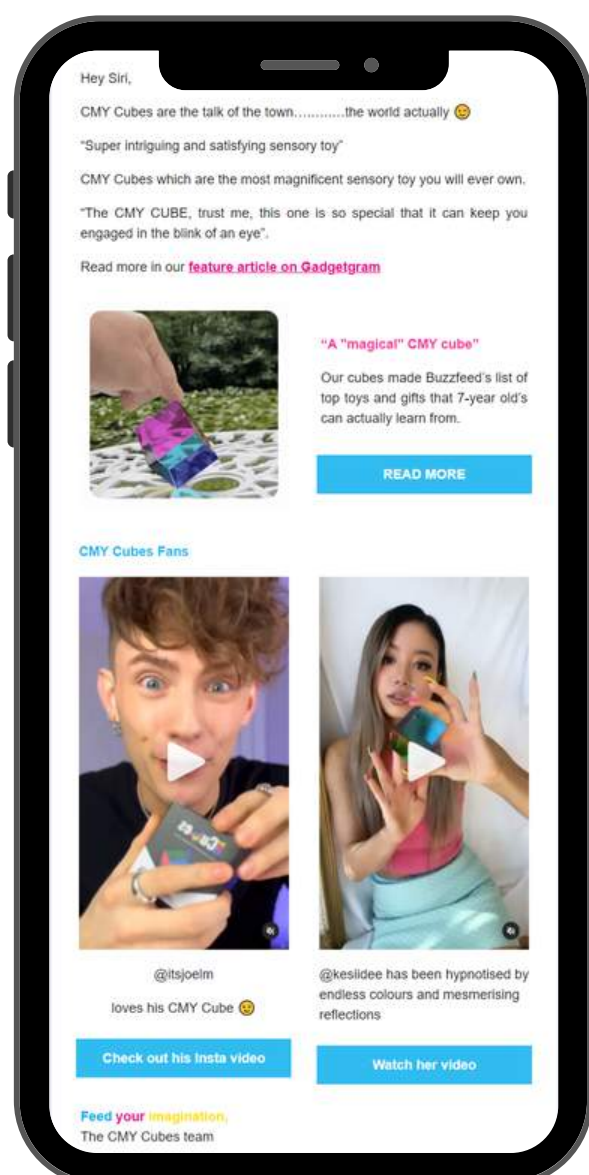 Hey Siri,
CMY Cubes are the talk of the town............the world actually 😉
“Super intriguing and satisfying sensory toy”
CMY Cubes which are the most magnificent sensory toy you will ever own.
“The CMY CUBE, trust me, this one is so special that it can keep you
engaged in the blink of an eye”.
Read more in our feature article on Gadgetgram
“A "magical" CMY cube”
Our cubes made Buzzfeed’s list of
top toys and gifts that 7-year old’s
can actually learn from.
READ MORE
CMY Cubes Fans
@itsjoelm
loves his CMY Cube 😉
Check out his Insta video
@kesiidee has been hypnotised by
endless colours and mesmerising
reflections
Watch her video
Feed your imagination,
The CMY Cubes team